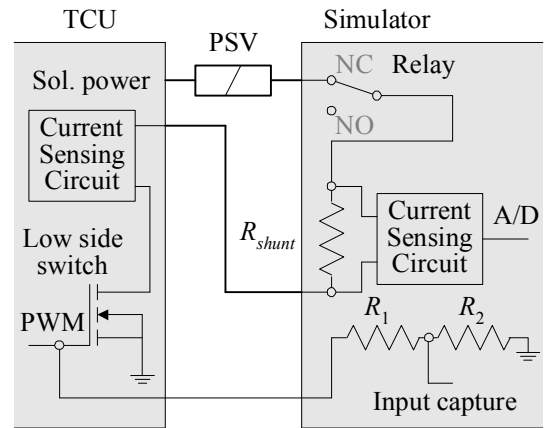 TCU
Simulator
PSV
Sol. power
NC
Relay
NO
Current
Sensing
Circuit
Current
Sensing
Circuit
A/D
R_shunt
Low side
switch
PWM
R_1
R_2
Input capture